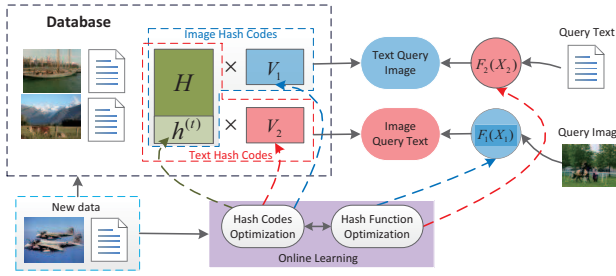 Database
Image Hash Codes
H
×
V₁
h⁽ᵗ⁾
×
V₂
Text Hash Codes
Text Query
Image
Image
Query Text
F₂(X₂)
F₁(X₁)
Query Text
Query Image
New data
Hash Codes
Optimization
Hash Function
Optimization
Online Learning